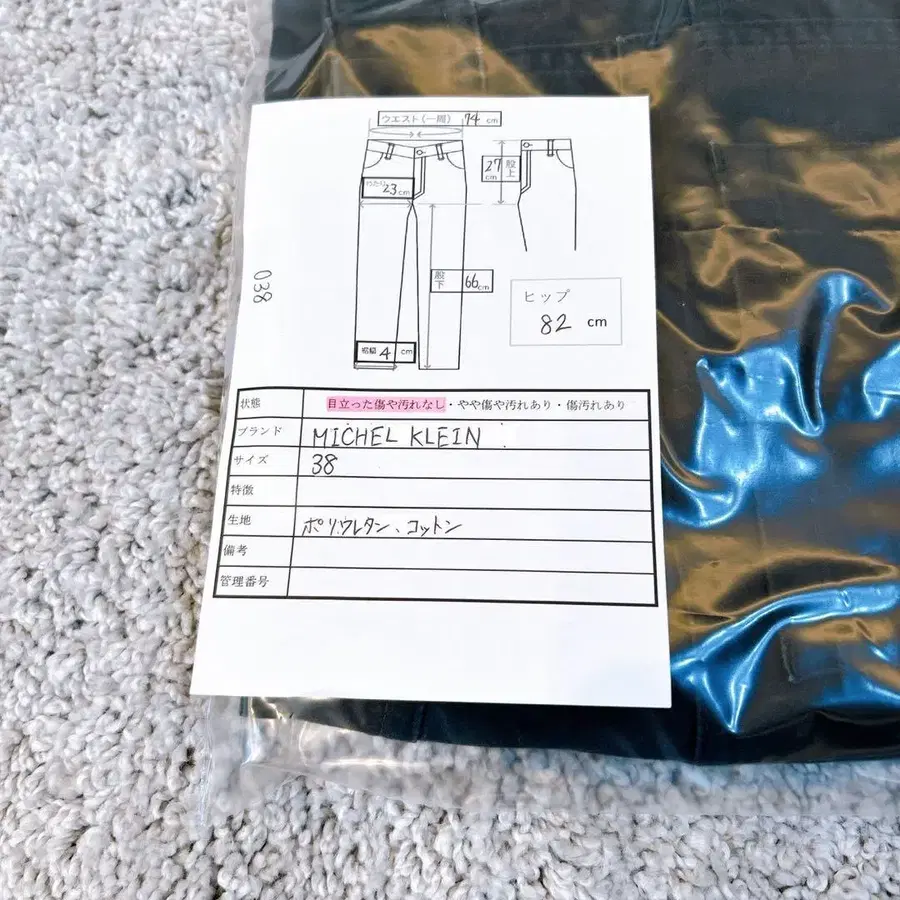 ウエスト(一周) 74 cm
わたり 23 cm
27 cm 股上
股下 66 cm
裾幅 4 cm
ヒップ
82 cm
038
状態 目立った傷や汚れなし・やや傷や汚れあり・傷汚れあり
ブランド MICHEL KLEIN
サイズ 38
特徴
生地 ポリウレタン、コットン
備考
管理番号